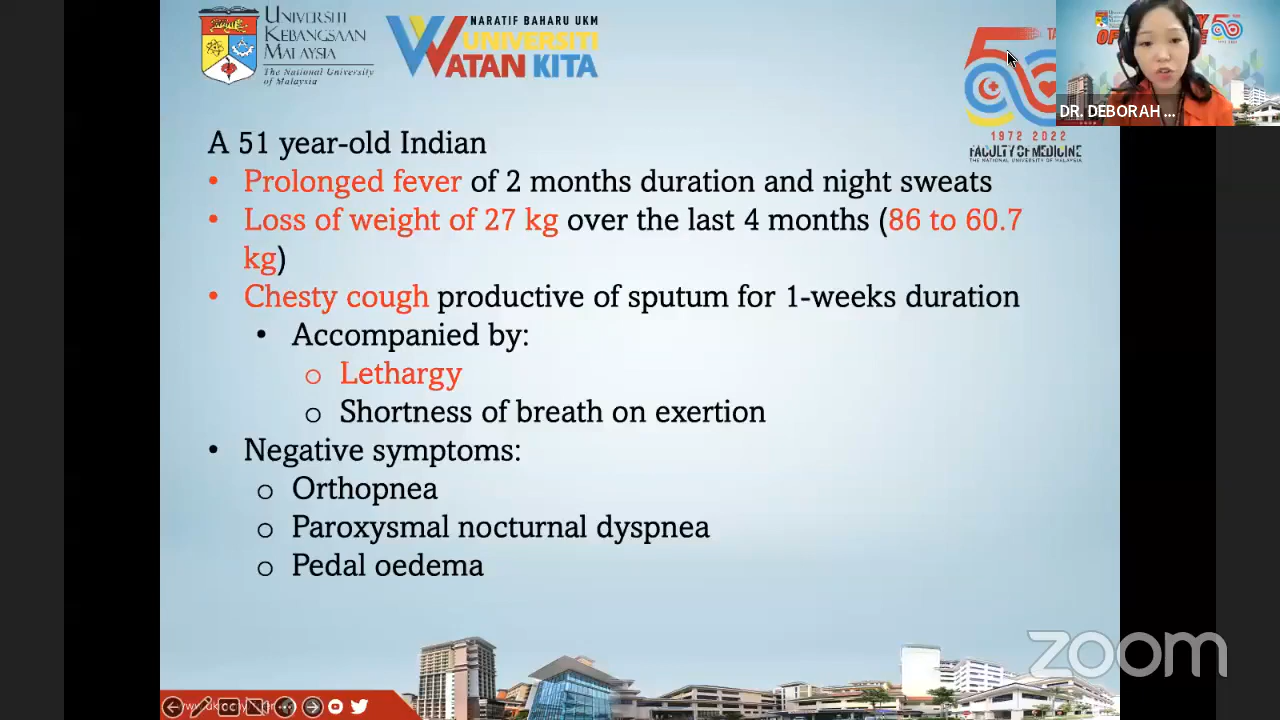 UNIVERSITI
KEBANGSAAN
MALAYSIA
The National University
of Malaysia
NARATIF BAHARU UKM
UNIVERSITI
WATAN KITA
50
1972 2022
FACULTY OF MEDICINE
THE NATIONAL UNIVERSITY OF MALAYSIA
DR. DEBORAH ...
A 51 year-old Indian
• Prolonged fever of 2 months duration and night sweats
• Loss of weight of 27 kg over the last 4 months (86 to 60.7
kg)
• Chesty cough productive of sputum for 1-weeks duration
• Accompanied by:
o Lethargy
o Shortness of breath on exertion
• Negative symptoms:
o Orthopnea
o Paroxysmal nocturnal dyspnea
o Pedal oedema
zoom